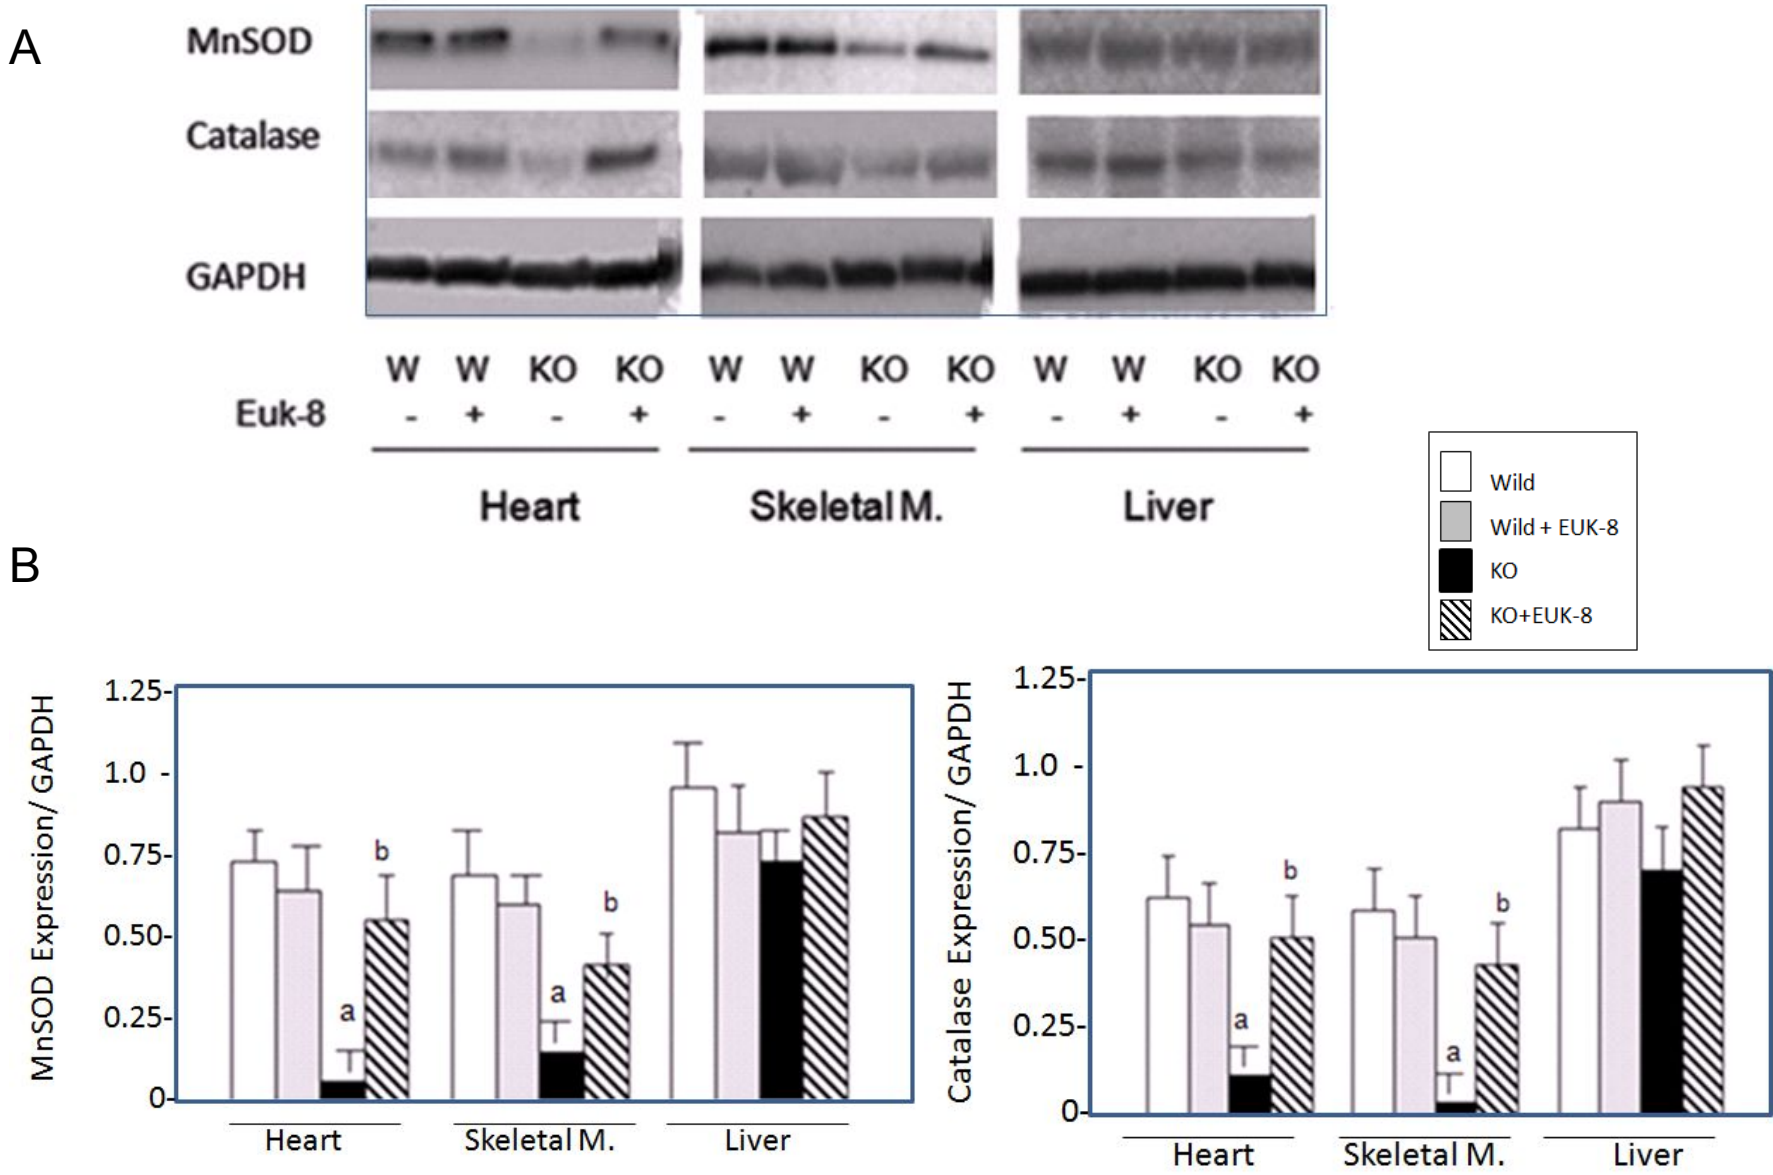 A
MnSOD
Catalase
GAPDH
W W KO KO W W KO KO W W KO KO
Euk-8 - + - + - + - + - + - +
Heart Skeletal M. Liver
Wild
Wild + EUK-8
KO
KO+EUK-8
B
MnSOD Expression/ GAPDH
1.25-
1.0 -
0.75-
0.50-
0.25-
0-
a
b
a
b
Heart Skeletal M. Liver
Catalase Expression/ GAPDH
1.25-
1.0 -
0.75-
0.50-
0.25-
0-
a
b
a
b
Heart Skeletal M. Liver